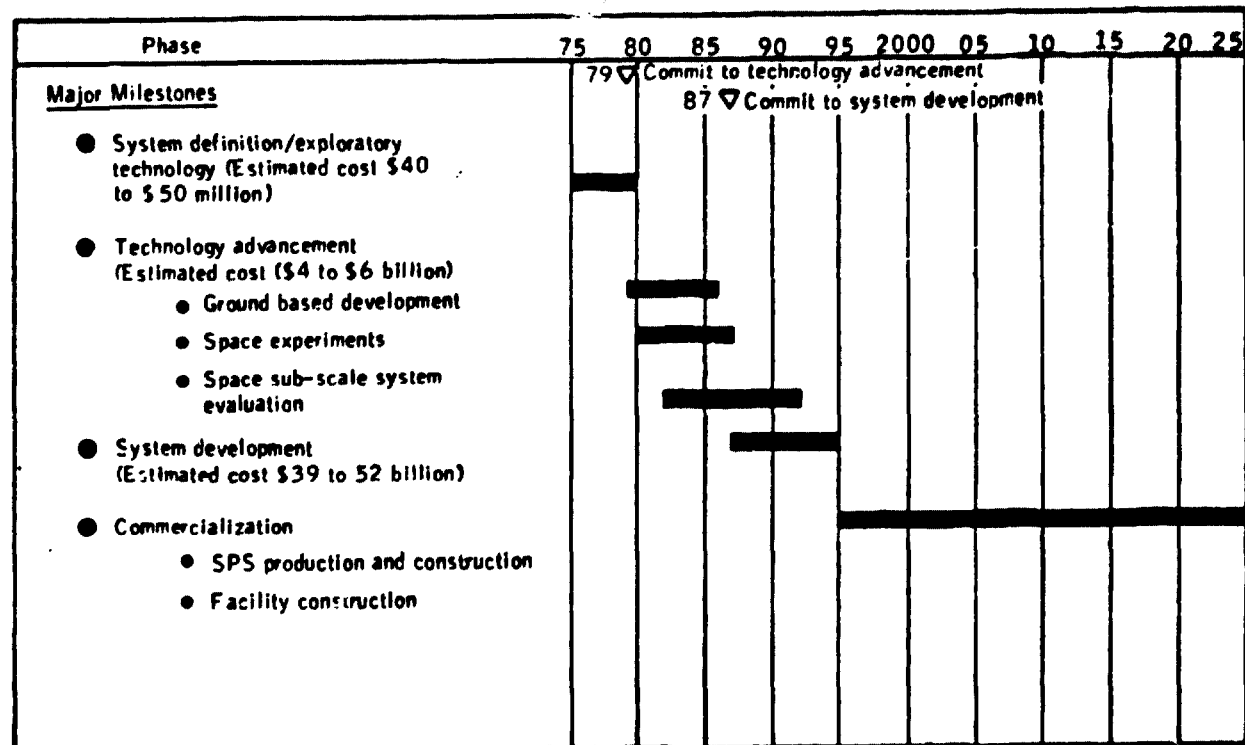 Phase 75 80 85 90 95 2000 05 10 15 20 25
79 Commit to technology advancement
Major Milestones
87 Commit to system development
System definition/exploratory
technology (Estimated cost $40
to $50 million)
Technology advancement
(Estimated cost ($4 to $6 billion)
Ground based development
Space experiments
Space sub-scale system
evaluation
System development
(Estimated cost $39 to 52 billion)
Commercialization
SPS production and construction
Facility construction